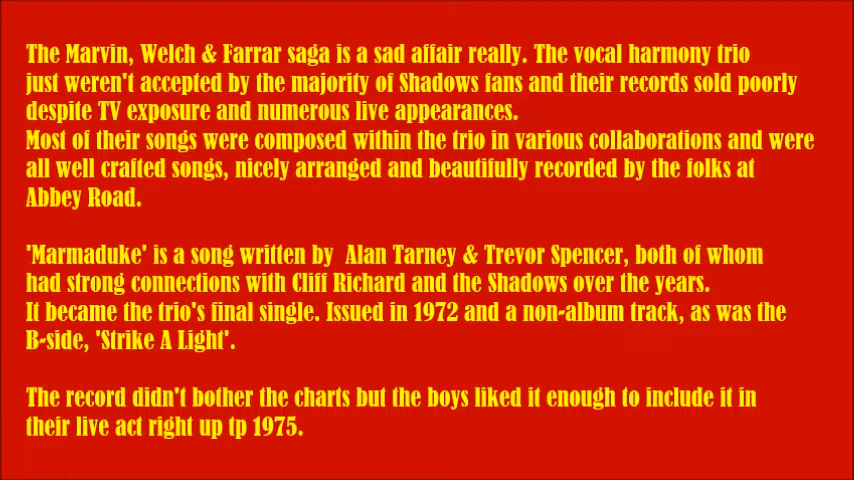 The Marvin, Welch & Farrar saga is a sad affair really. The vocal harmony trio
just weren't accepted by the majority of Shadows fans and their records sold poorly
despite TV exposure and numerous live appearances.
Most of their songs were composed within the trio in various collaborations and were
all well crafted songs, nicely arranged and beautifully recorded by the folks at
Abbey Road.
'Marmaduke' is a song written by Alan Tarney & Trevor Spencer, both of whom
had strong connections with Cliff Richard and the Shadows over the years.
It became the trio's final single. Issued in 1972 and a non-album track, as was the
B-side, 'Strike A Light'.
The record didn't bother the charts but the boys liked it enough to include it in
their live act right up tp 1975.